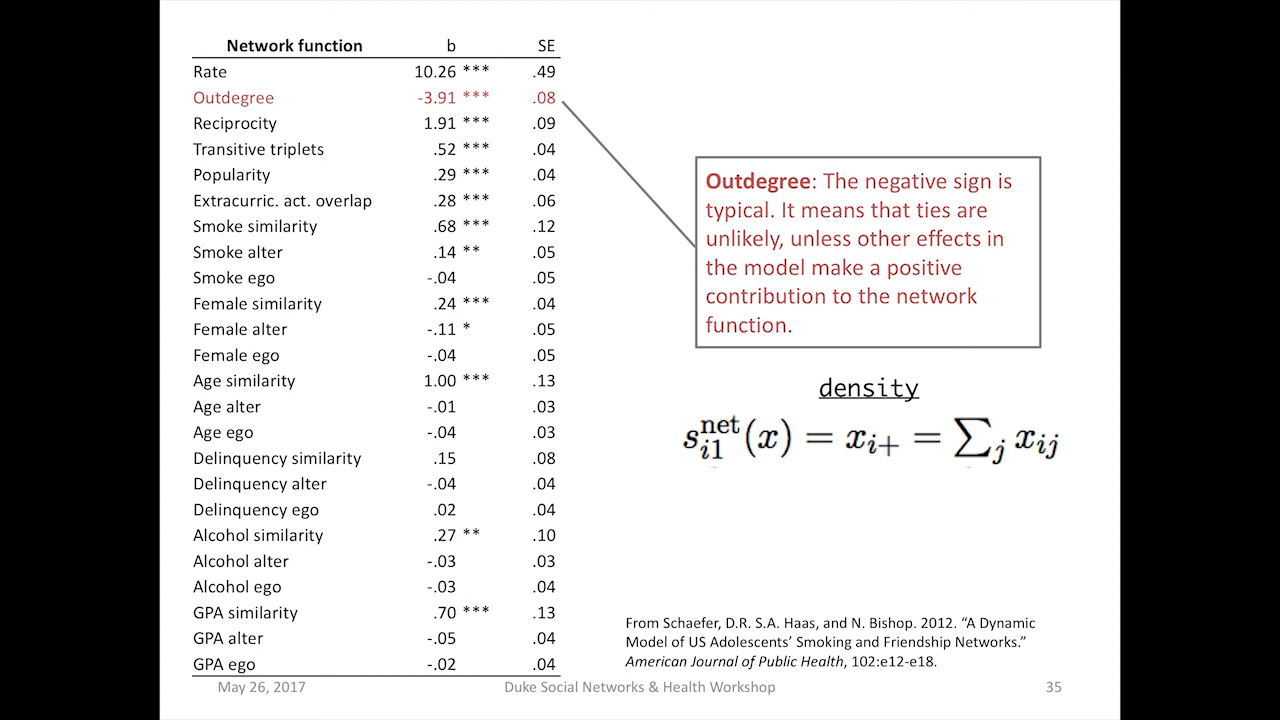 Network function b SE
Rate 10.26 *** .49
Outdegree -3.91 *** .08
Reciprocity 1.91 *** .09
Transitive triplets .52 *** .04
Popularity .29 *** .04
Extracurric. act. overlap .28 *** .06
Smoke similarity .68 *** .12
Smoke alter .14 ** .05
Smoke ego -.04 .05
Female similarity .24 *** .04
Female alter -.11 * .05
Female ego -.04 .05
Age similarity 1.00 *** .13
Age alter -.01 .03
Age ego -.04 .03
Delinquency similarity .15 .08
Delinquency alter -.04 .04
Delinquency ego .02 .04
Alcohol similarity .27 ** .10
Alcohol alter -.03 .03
Alcohol ego -.03 .04
GPA similarity .70 *** .13
GPA alter -.05 .04
GPA ego -.02 .04
Outdegree: The negative sign is
typical. It means that ties are
unlikely, unless other effects in
the model make a positive
contribution to the network
function.
density
s_{i1}^{net}(x) = x_{i+} = ∑_j x_{ij}
From Schaefer, D.R. S.A. Haas, and N. Bishop. 2012. “A Dynamic
Model of US Adolescents’ Smoking and Friendship Networks.”
American Journal of Public Health, 102:e12-e18.
May 26, 2017 Duke Social Networks & Health Workshop 35